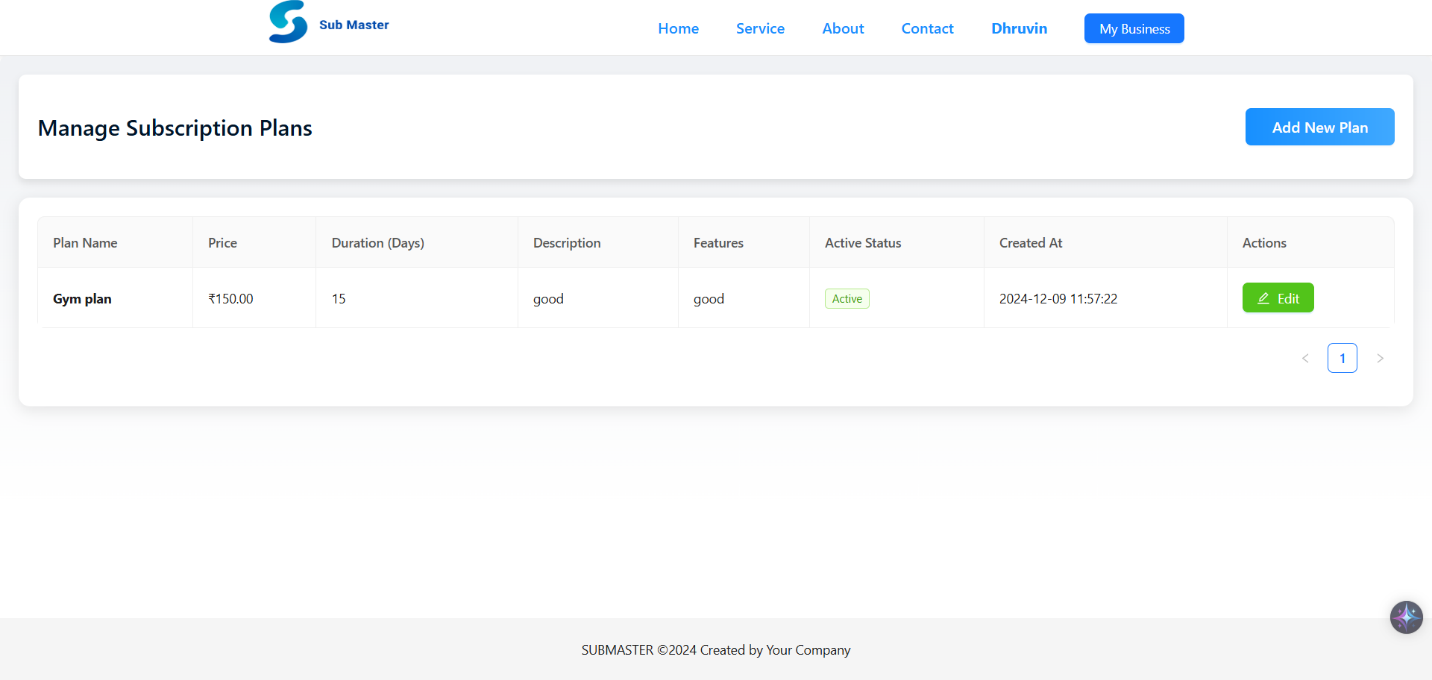 Sub Master Home Service About Contact Dhruvin My Business
Manage Subscription Plans Add New Plan
Plan Name Price Duration (Days) Description Features Active Status Created At Actions
Gym plan ₹150.00 15 good good Active 2024-12-09 11:57:22 Edit
< 1 >
SUBMASTER ©2024 Created by Your Company